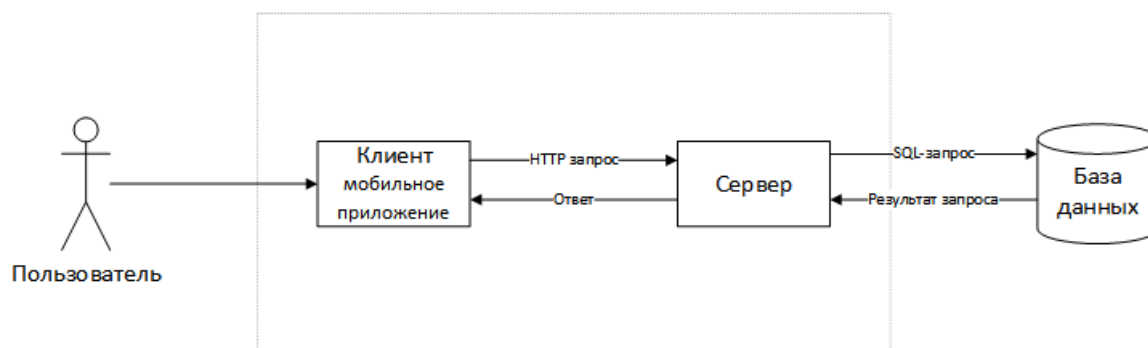 Пользователь
Клиент
мобильное
приложение
HTTP запрос
Ответ
Сервер
SQL-запрос
Результат запроса
База
данных